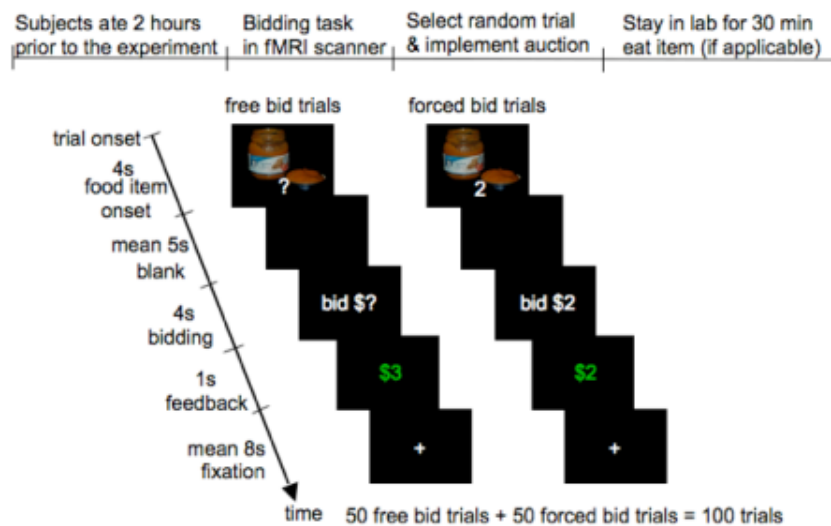 Subjects ate 2 hours
prior to the experiment
Bidding task
in fMRI scanner
Select random trial
& implement auction
Stay in lab for 30 min
eat item (if applicable)
free bid trials
forced bid trials
trial onset
4s
food item
onset
mean 5s
blank
4s
bidding
1s
feedback
mean 8s
fixation
time
?
bid $?
$3
+
2
bid $2
$2
+
50 free bid trials + 50 forced bid trials = 100 trials